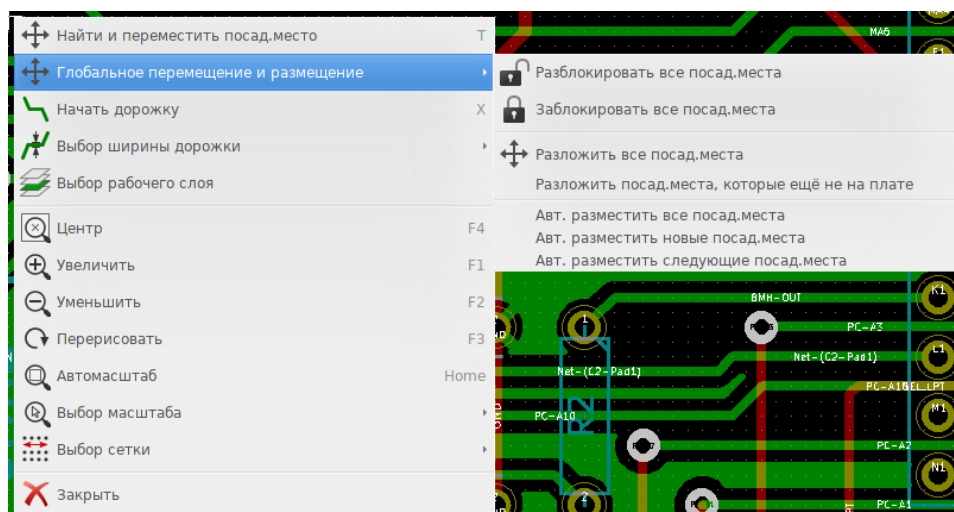 Найти и переместить посад.место T
Глобальное перемещение и размещение
Начать дорожку X
Выбор ширины дорожки
Выбор рабочего слоя
Центр F4
Увеличить F1
Уменьшить F2
Перерисовать F3
Автомасштаб Home
Выбор масштаба
Выбор сетки
Закрыть
Разблокировать все посад.места
Заблокировать все посад.места
Разложить все посад.места
Разложить посад.места, которые ещё не на плате
Авт. разместить все посад.места
Авт. разместить новые посад.места
Авт. разместить следующие посад.места
MA6
K1
BMH-OUT
1
PC-A3
L1
Net-(C2-Pad1)
Net-(C2-Pad1)
M1
PC-A10
R2
PC-A2
N1
2
PC-A1